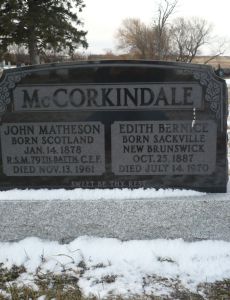 McCORKINDALE
JOHN MATHESON
BORN SCOTLAND
JAN. 14, 1878
R.S.M. 79TH BATTN. C.E.F.
DIED NOV. 13, 1961
EDITH BERNICE
BORN SACKVILLE
NEW BRUNSWICK
OCT. 25, 1887
DIED JULY 14, 1970
SWEET BE THY REST